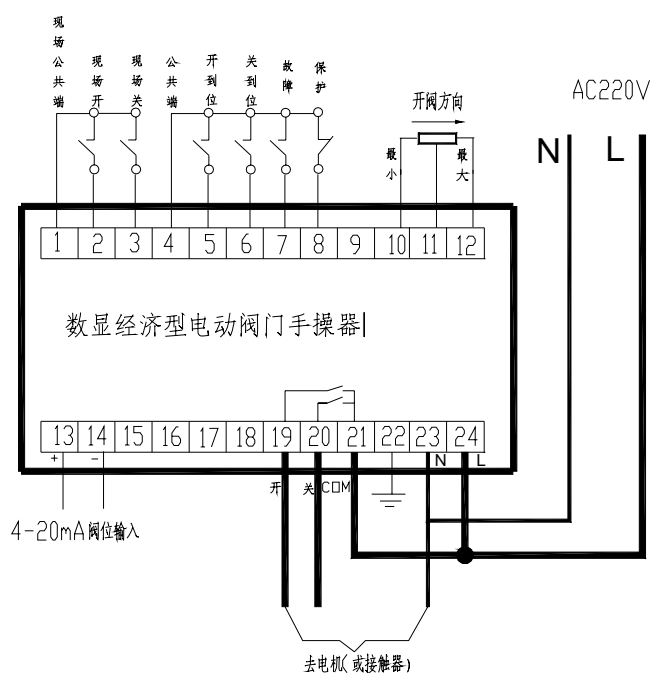 现场公共端
现场开
现场关
公共端
开到位
关到位
故障
保护
开阀方向
最小
最大
AC220V
N
L
1 2 3 4 5 6 7 8 9 10 11 12
数显经济型电动阀门手操器
13 14 15 16 17 18 19 20 21 22 23 24
+ − N L
开 关 COM
4-20mA阀位输入
去电机(或接触器)